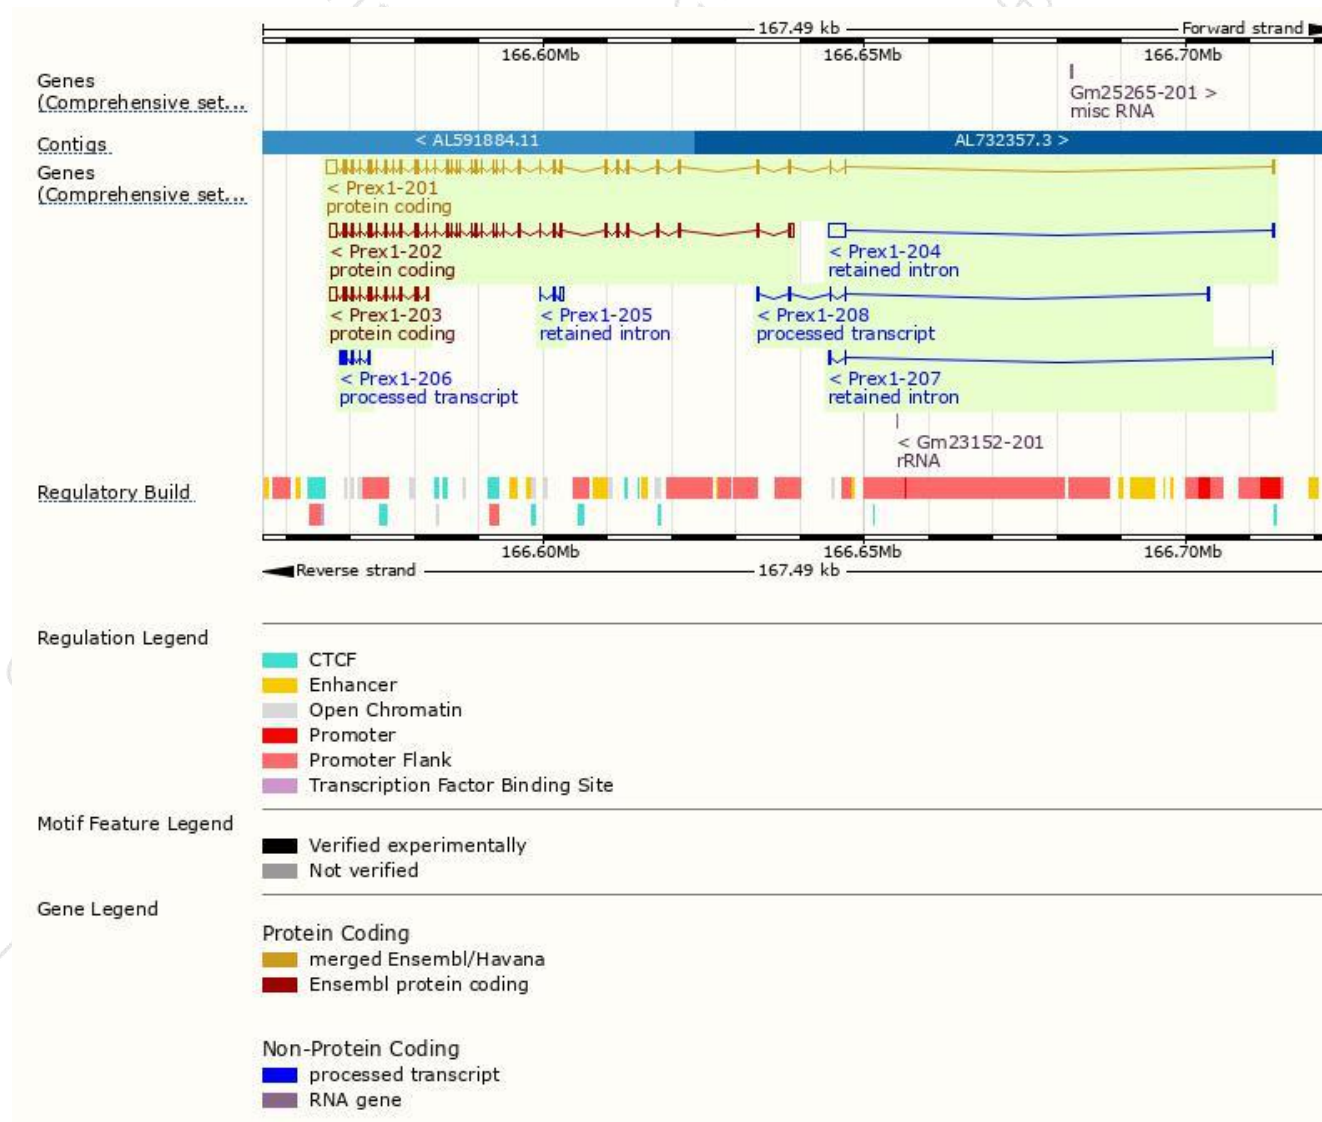 167.49 kb Forward strand
166.60Mb 166.65Mb 166.70Mb
Genes
(Comprehensive set...
Gm25265-201 >
misc RNA
Contigs
< AL591884.11 AL732357.3 >
Genes
(Comprehensive set...
< Prex1-201
protein coding
< Prex1-202 < Prex1-204
protein coding retained intron
< Prex1-203 < Prex1-205 < Prex1-208
protein coding retained intron processed transcript
< Prex1-206 < Prex1-207
processed transcript retained intron
< Gm23152-201
rRNA
Regulatory Build
166.60Mb 166.65Mb 166.70Mb
Reverse strand 167.49 kb
Regulation Legend
CTCF
Enhancer
Open Chromatin
Promoter
Promoter Flank
Transcription Factor Binding Site
Motif Feature Legend
Verified experimentally
Not verified
Gene Legend
Protein Coding
merged Ensembl/Havana
Ensembl protein coding
Non-Protein Coding
processed transcript
RNA gene